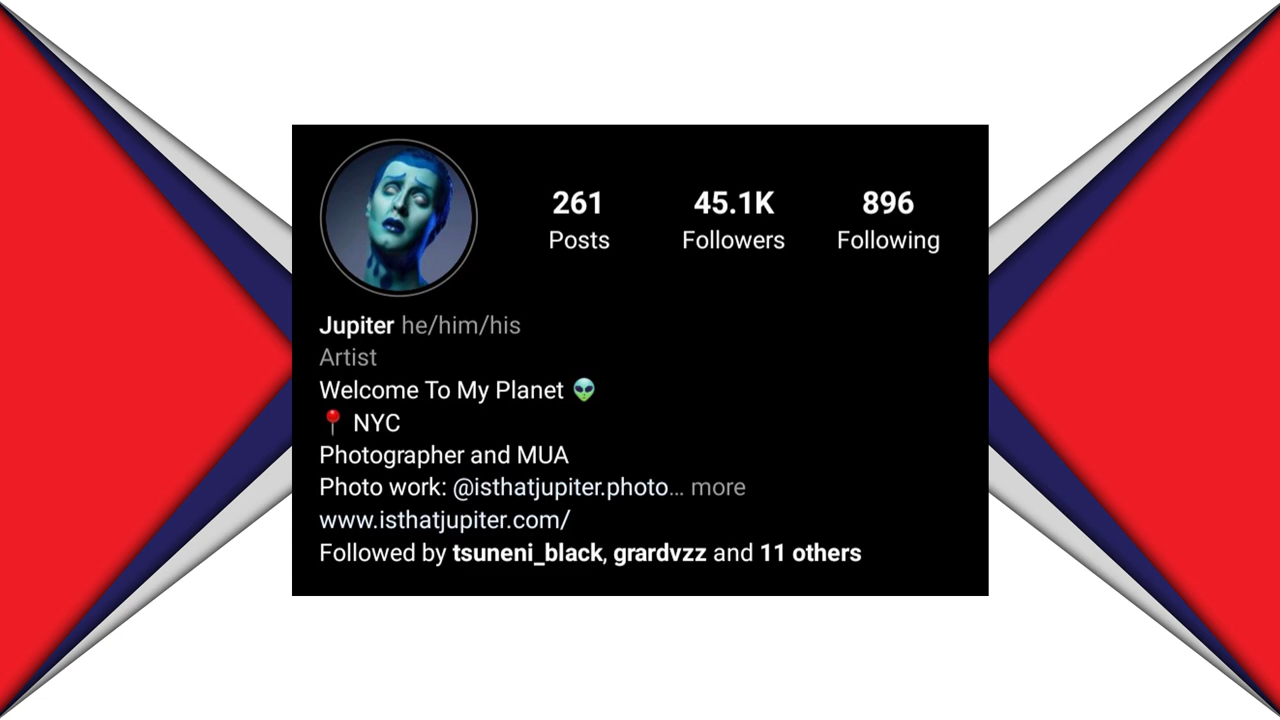 261 45.1K 896
Posts Followers Following
Jupiter he/him/his
Artist
Welcome To My Planet 👽
📍 NYC
Photographer and MUA
Photo work: @isthatjupiter.photo... more
www.isthatjupiter.com/
Followed by tsuneni_black, grardvzz and 11 others